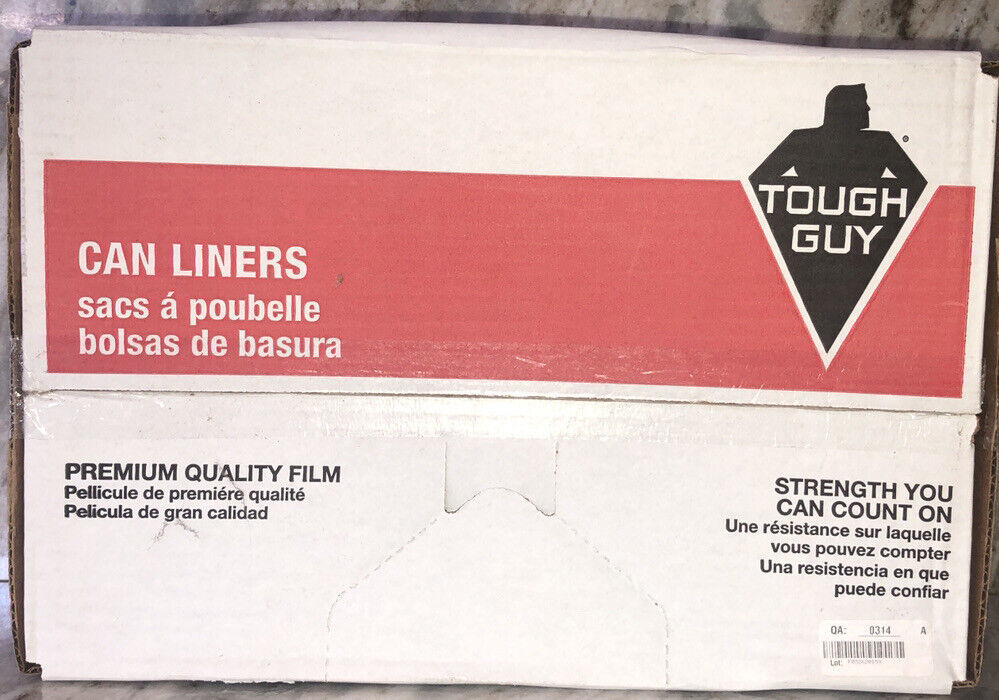 TOUGH
GUY
CAN LINERS
sacs á poubelle
bolsas de basura
PREMIUM QUALITY FILM
Pellicule de premiére qualité
Pelicula de gran calidad
STRENGTH YOU
CAN COUNT ON
Une résistance sur laquelle
vous pouvez compter
Una resistencia en que
puede confiar
QA: 0314 A
Lot: